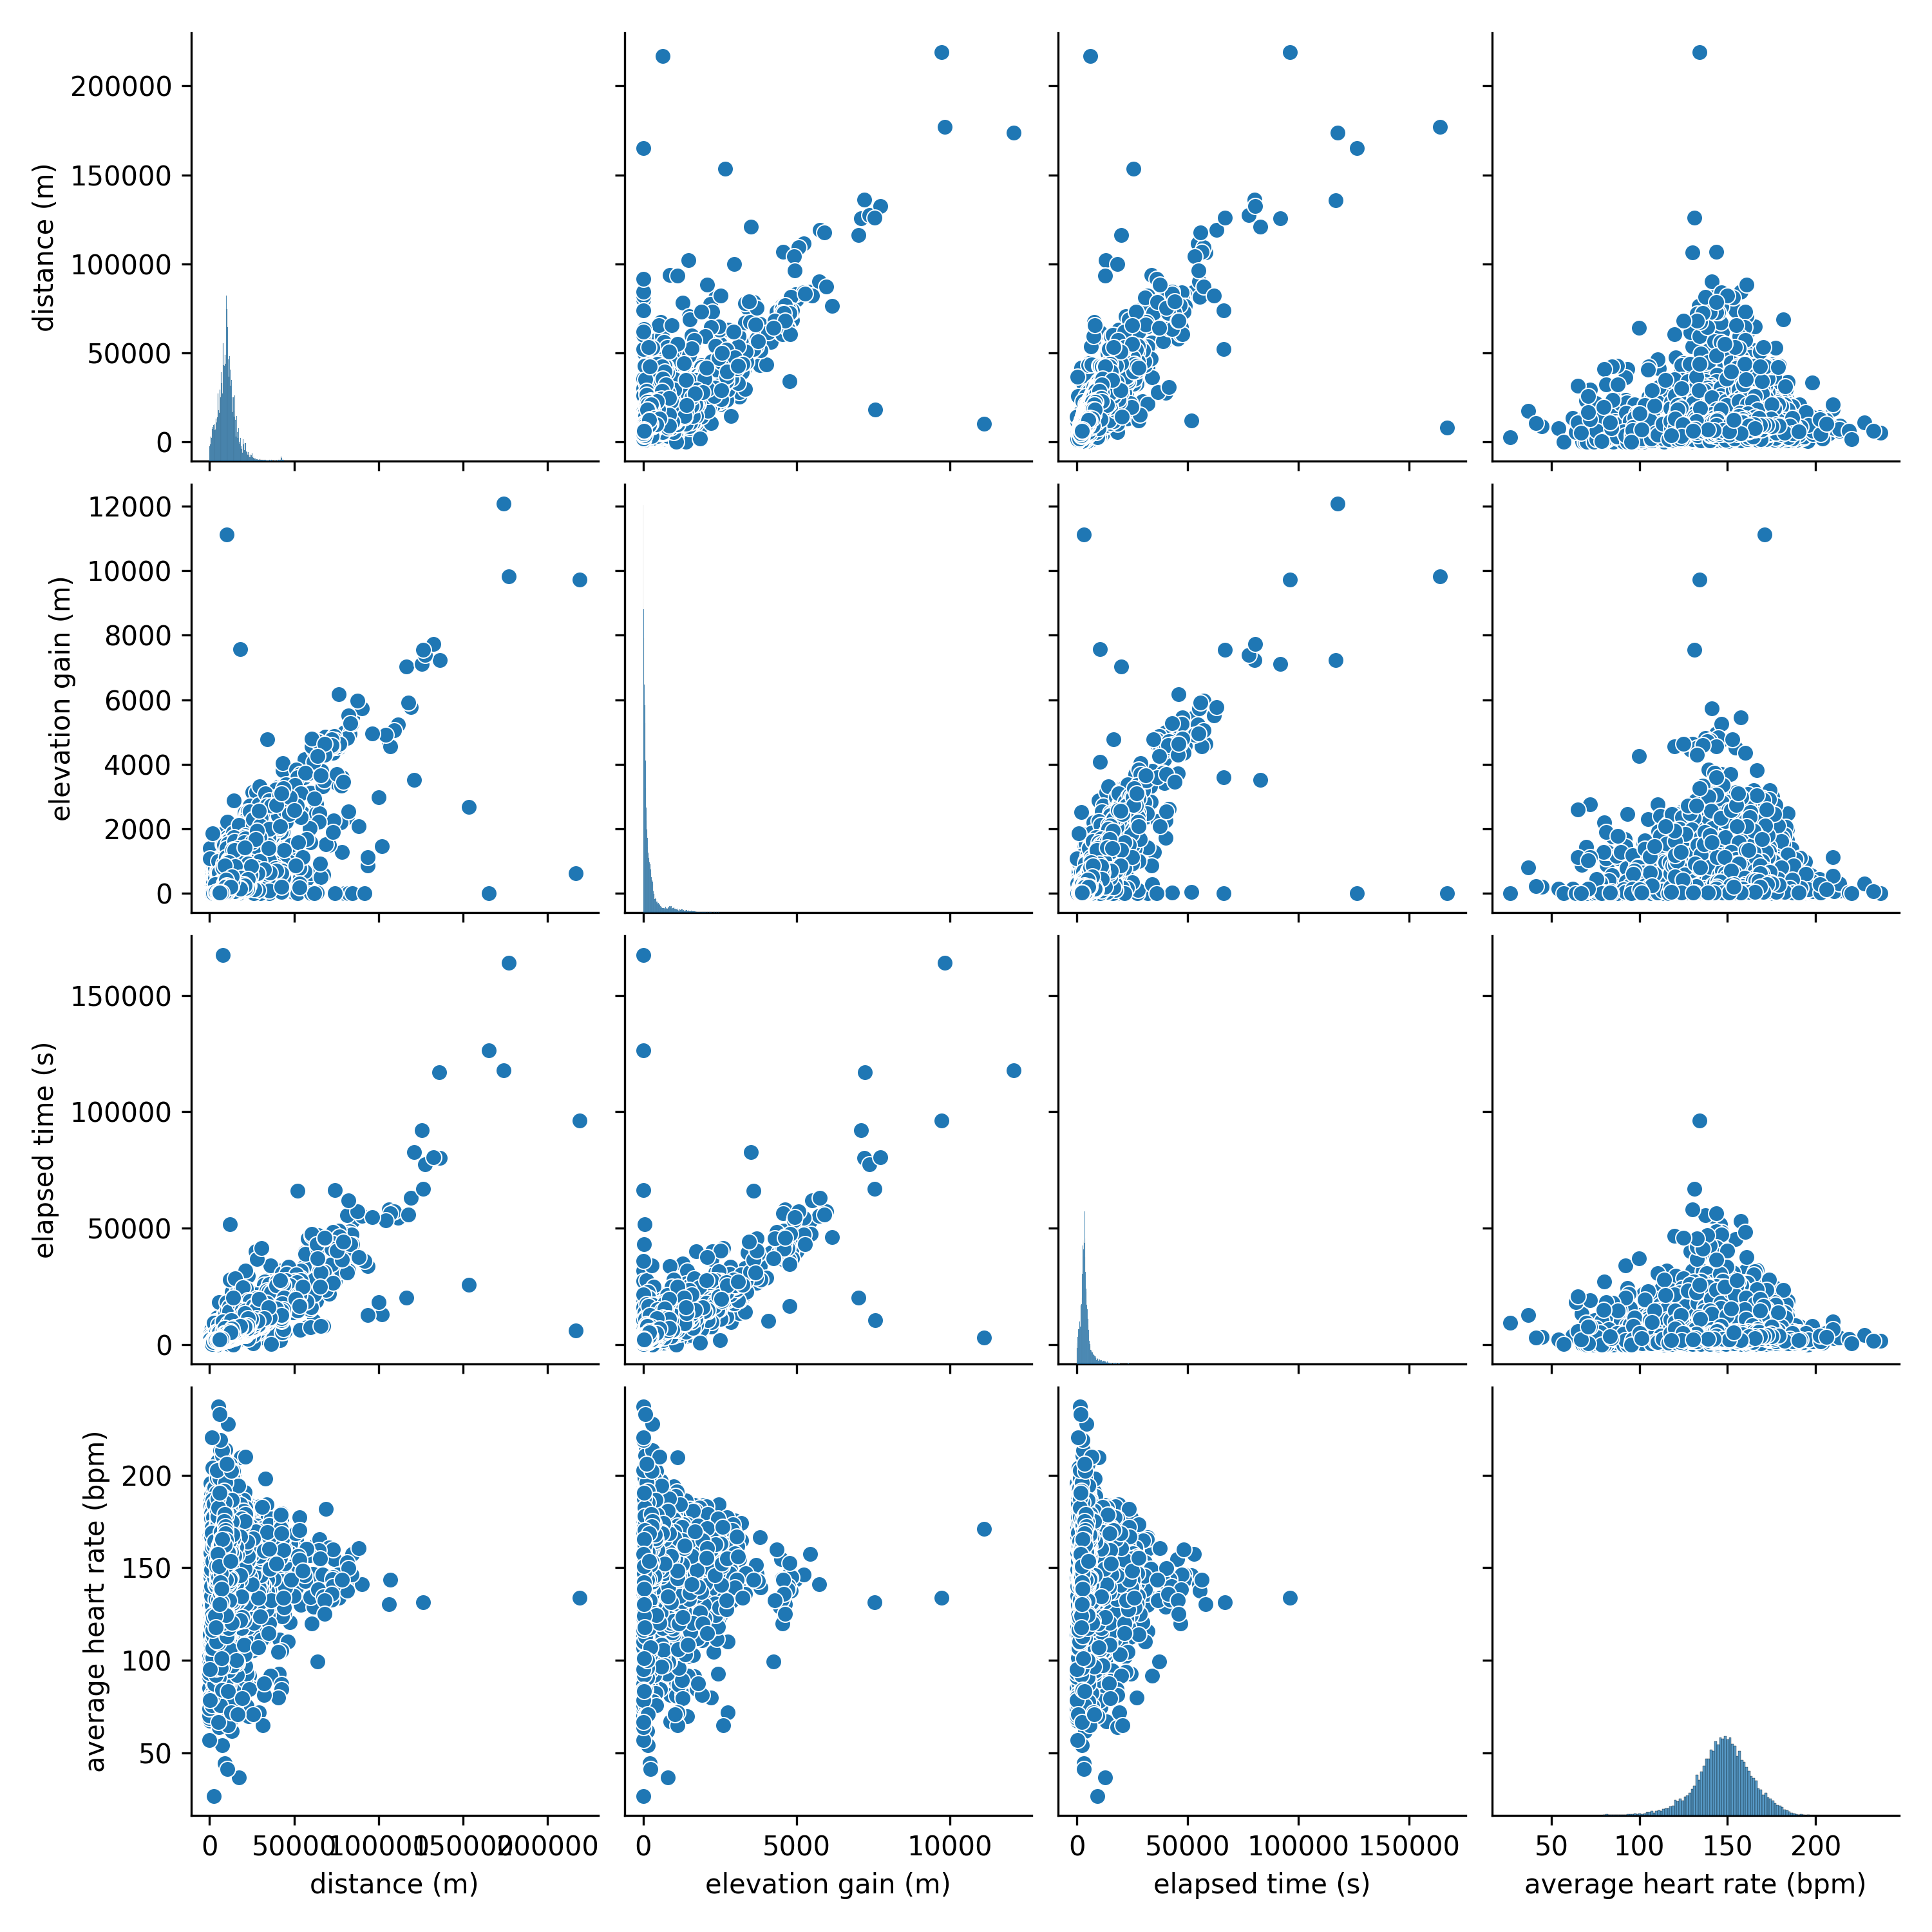 distance (m)
200000
150000
100000
50000
0
elevation gain (m)
12000
10000
8000
6000
4000
2000
0
elapsed time (s)
150000
100000
50000
0
average heart rate (bpm)
200
150
100
50
0 50000 100000 150000 200000
0 5000 10000
0 50000 100000 150000
50 100 150 200
distance (m) elevation gain (m) elapsed time (s) average heart rate (bpm)